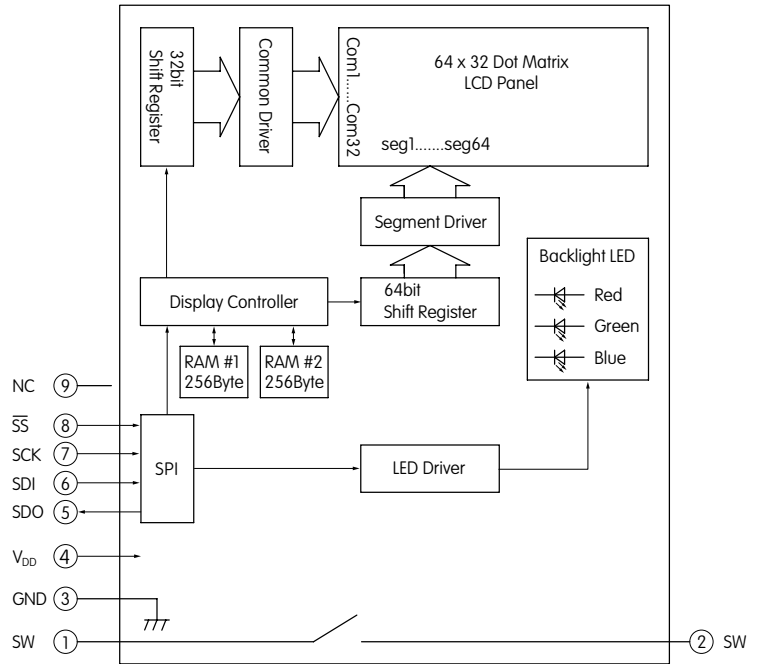 32bit
Shift Register
Common Driver
Com1......Com32
64 x 32 Dot Matrix
LCD Panel
seg1.......seg64
Segment Driver
Backlight LED
Red
Green
Blue
Display Controller
64bit
Shift Register
RAM #1
256Byte
RAM #2
256Byte
NC 9
S̅S̅ 8
SCK 7
SDI 6
SDO 5
SPI
LED Driver
VDD 4
GND 3
SW 1
2 SW